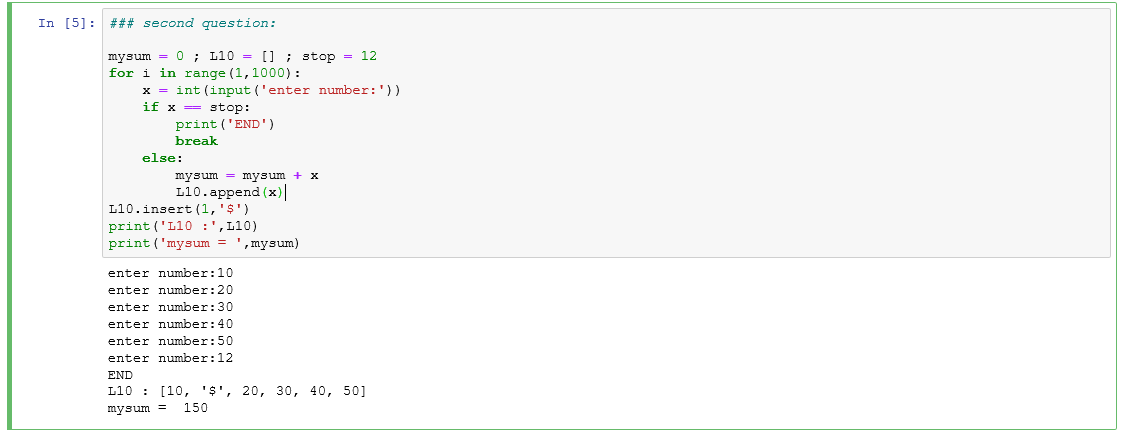 In [5]: ### second question:
mysum = 0 ; L10 = [] ; stop = 12
for i in range(1,1000):
    x = int(input('enter number:'))
    if x == stop:
        print('END')
        break
    else:
        mysum = mysum + x
        L10.append(x)
L10.insert(1,'$')
print('L10 :',L10)
print('mysum = ',mysum)
enter number:10
enter number:20
enter number:30
enter number:40
enter number:50
enter number:12
END
L10 : [10, '$', 20, 30, 40, 50]
mysum =  150